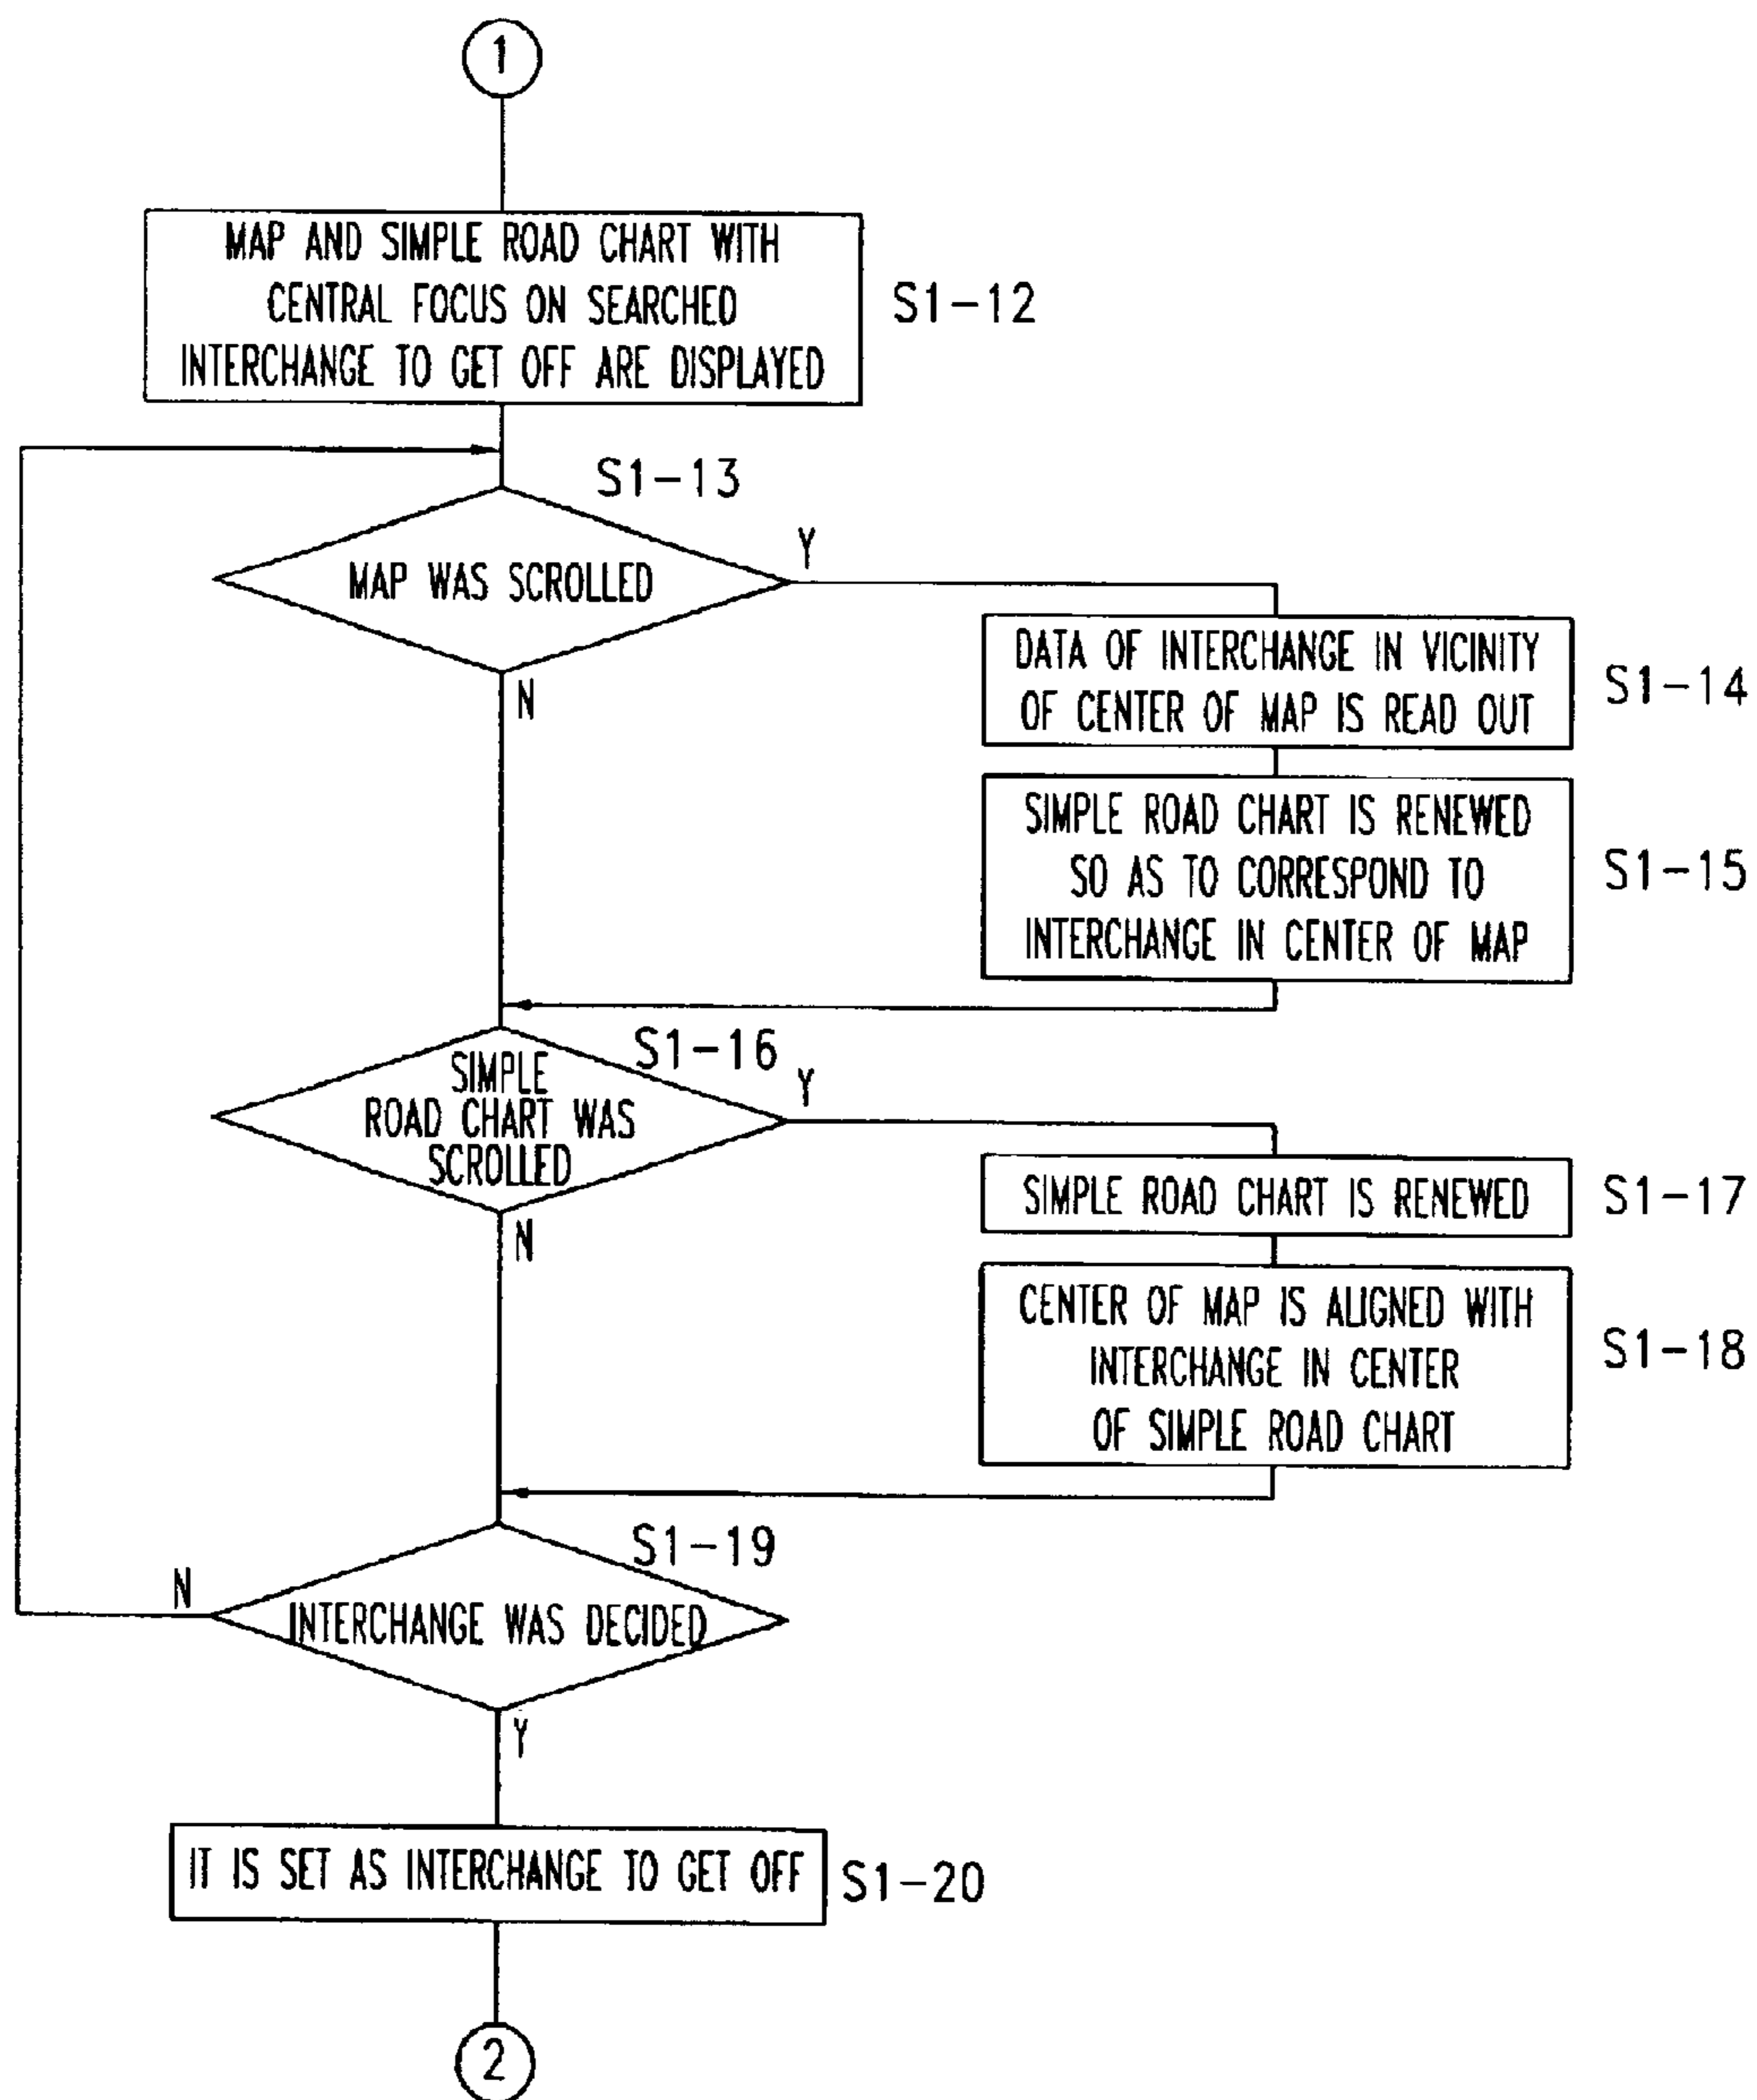 1
MAP AND SIMPLE ROAD CHART WITH
CENTRAL FOCUS ON SEARCHED
INTERCHANGE TO GET OFF ARE DISPLAYED
S1-12
S1-13
MAP WAS SCROLLED
Y
N
DATA OF INTERCHANGE IN VICINITY
OF CENTER OF MAP IS READ OUT
S1-14
SIMPLE ROAD CHART IS RENEWED
SO AS TO CORRESPOND TO
INTERCHANGE IN CENTER OF MAP
S1-15
S1-16
SIMPLE
ROAD CHART WAS
SCROLLED
Y
N
SIMPLE ROAD CHART IS RENEWED
S1-17
CENTER OF MAP IS ALIGNED WITH
INTERCHANGE IN CENTER
OF SIMPLE ROAD CHART
S1-18
S1-19
N
INTERCHANGE WAS DECIDED
Y
IT IS SET AS INTERCHANGE TO GET OFF
S1-20
2